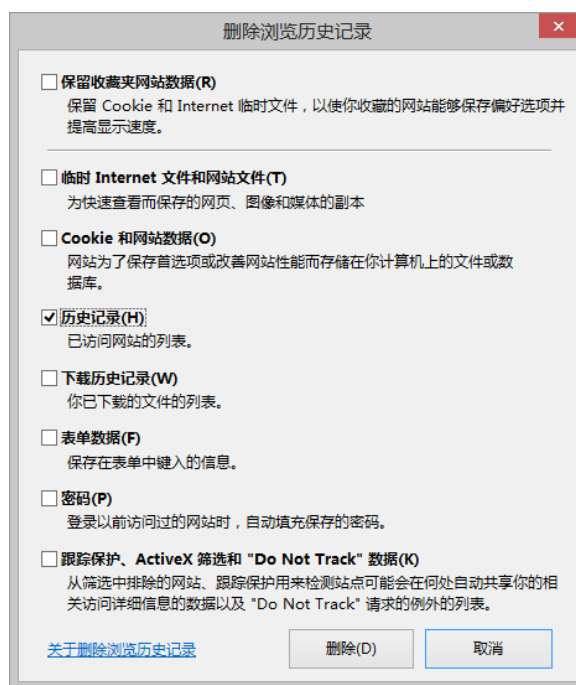 删除浏览历史记录
保留收藏夹网站数据(R)
保留 Cookie 和 Internet 临时文件，以使你收藏的网站能够保存偏好选项并
提高显示速度。
临时 Internet 文件和网站文件(T)
为快速查看而保存的网页、图像和媒体的副本
Cookie 和网站数据(O)
网站为了保存首选项或改善网站性能而存储在你计算机上的文件或数
据库。
历史记录(H)
已访问网站的列表。
下载历史记录(W)
你已下载的文件的列表。
表单数据(F)
保存在表单中键入的信息。
密码(P)
登录以前访问过的网站时，自动填充保存的密码。
跟踪保护、ActiveX 筛选和 "Do Not Track" 数据(K)
从筛选中排除的网站、跟踪保护用来检测站点可能会在何处自动共享你的相
关访问详细信息的数据以及 "Do Not Track" 请求的例外的列表。
关于删除浏览历史记录
删除(D)
取消